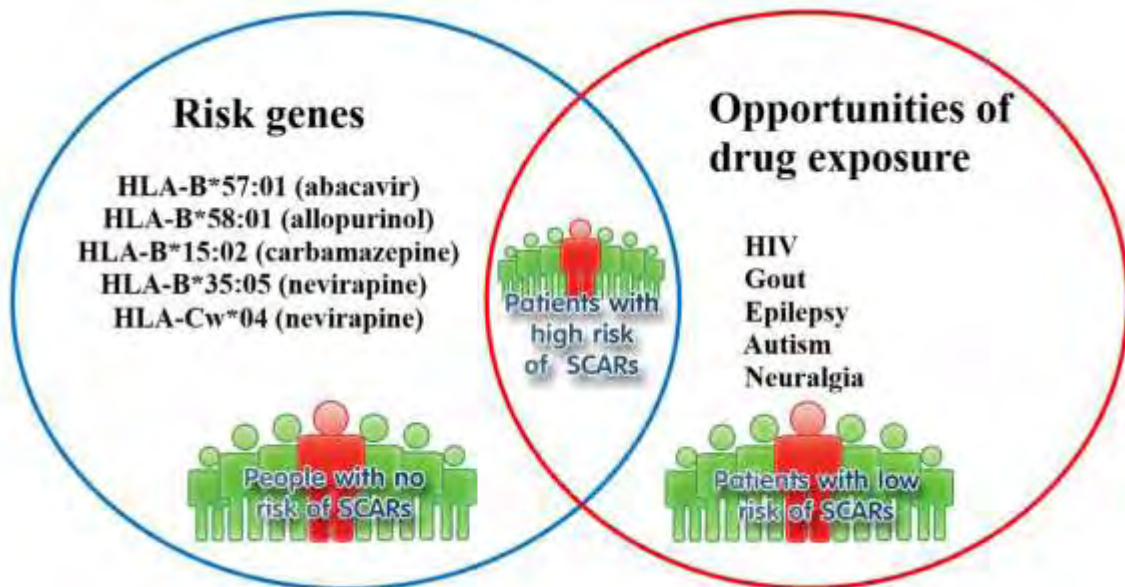 Risk genes
HLA-B*57:01 (abacavir)
HLA-B*58:01 (allopurinol)
HLA-B*15:02 (carbamazepine)
HLA-B*35:05 (nevirapine)
HLA-Cw*04 (nevirapine)
People with no
risk of SCARs
Patients with
high risk
of SCARs
Opportunities of
drug exposure
HIV
Gout
Epilepsy
Autism
Neuralgia
Patients with low
risk of SCARs